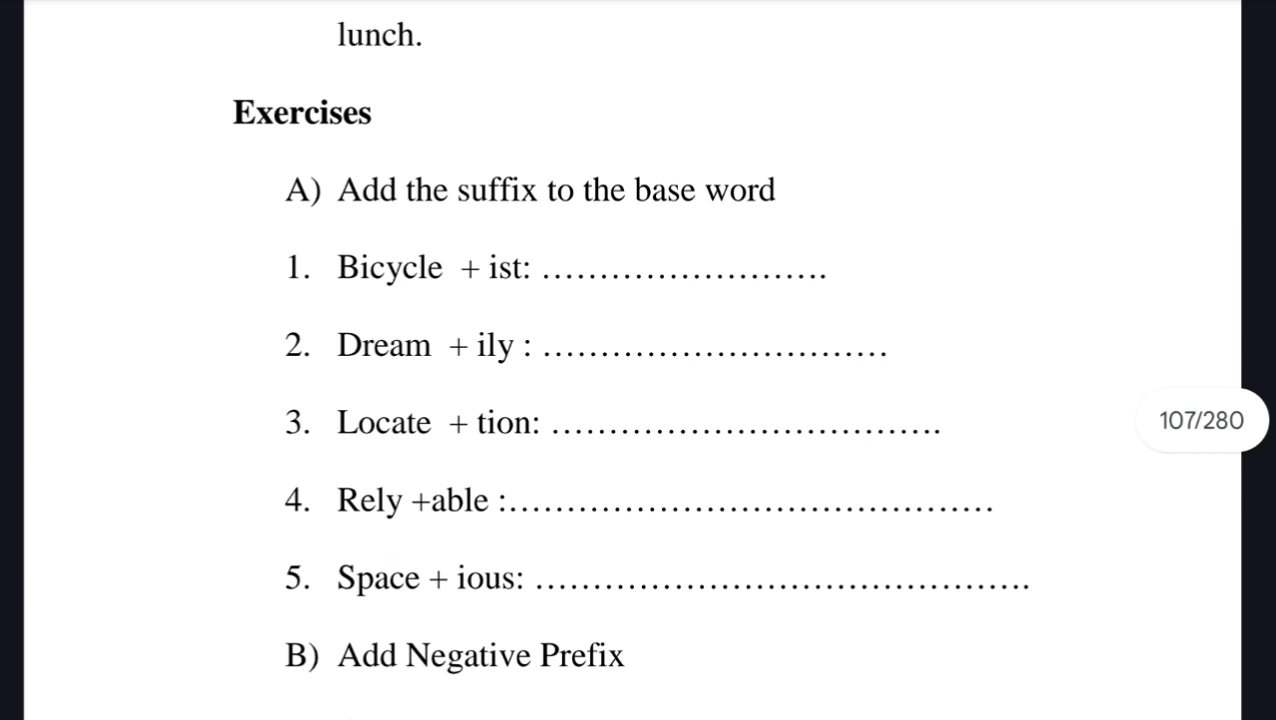 lunch.
Exercises
A) Add the suffix to the base word
1. Bicycle + ist: ……………………….
2. Dream + ily : …………………………
3. Locate + tion: …………………………….
4. Rely +able :……………………………………
5. Space + ious: …………………………………….
107/280
B) Add Negative Prefix